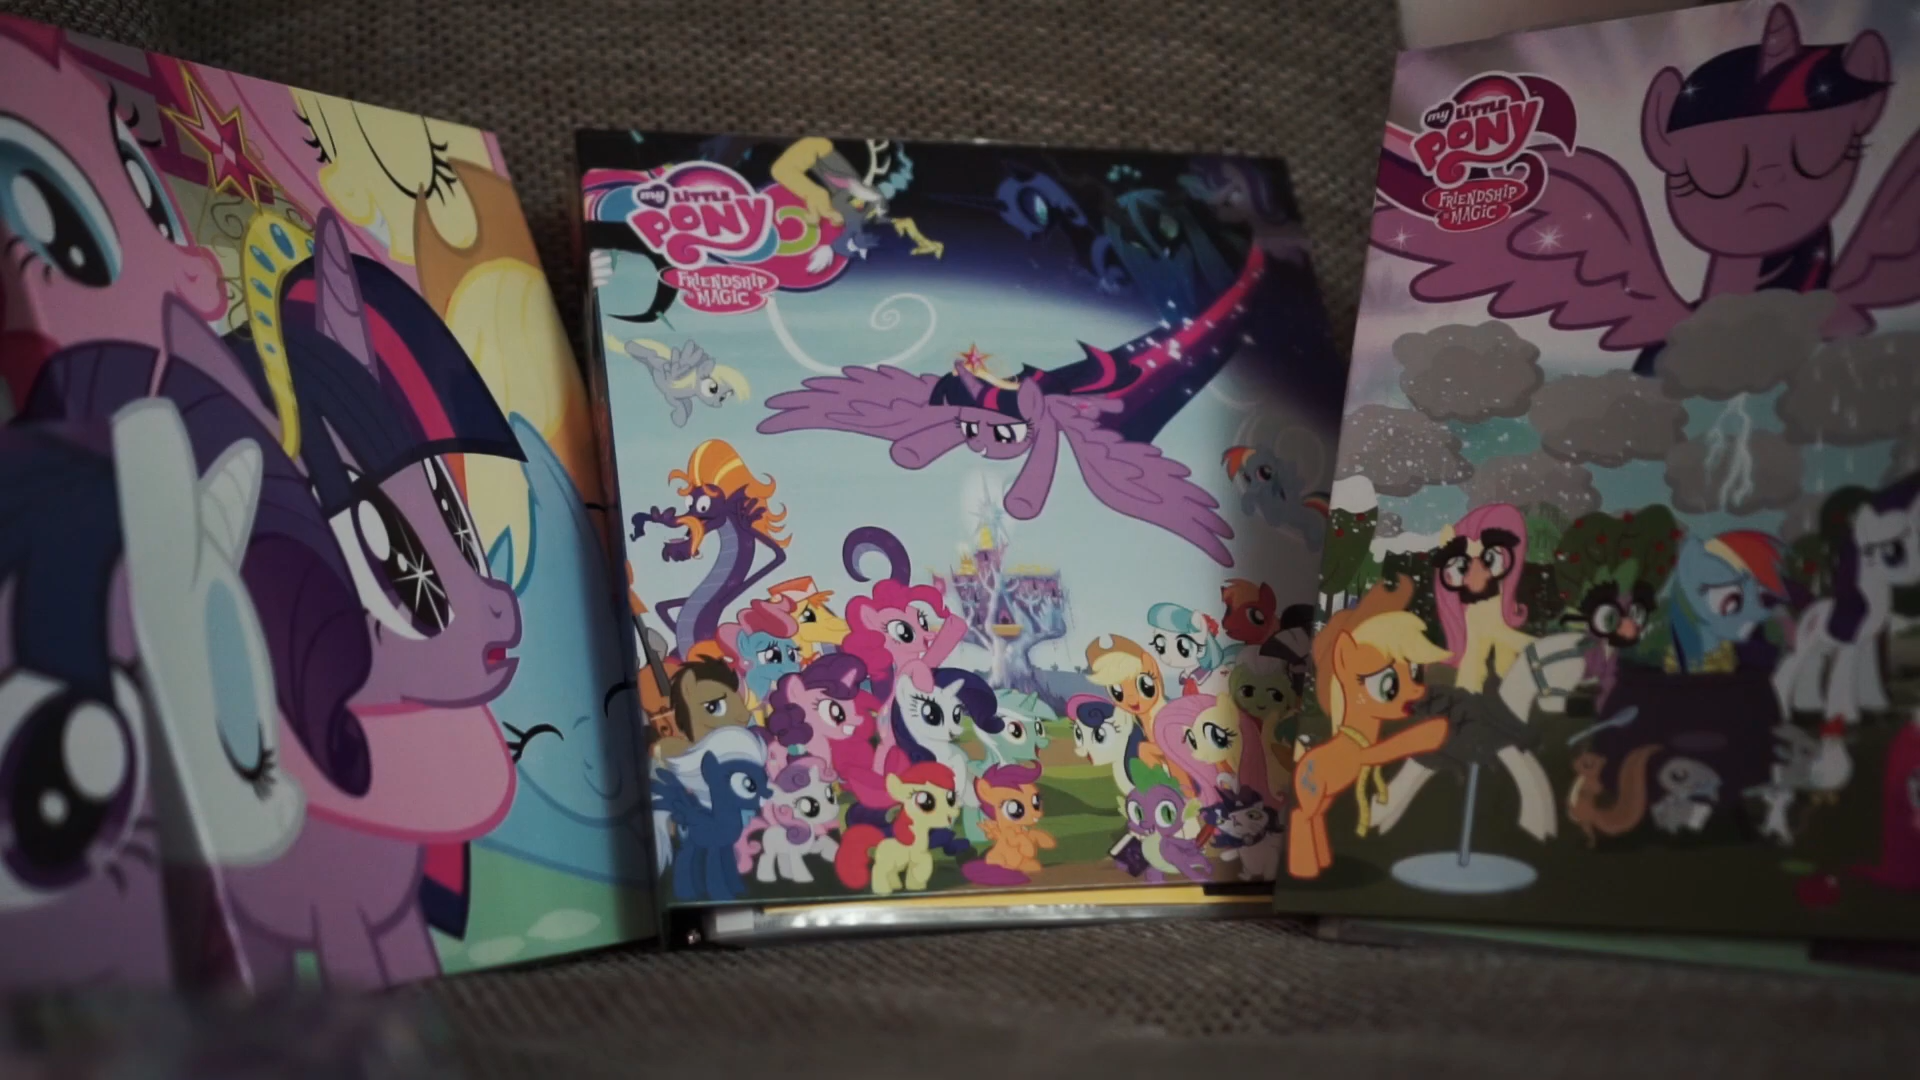 my LITTLE
PONY
FRIENDSHIP
IS MAGIC
my LITTLE
PONY
FRIENDSHIP
IS MAGIC